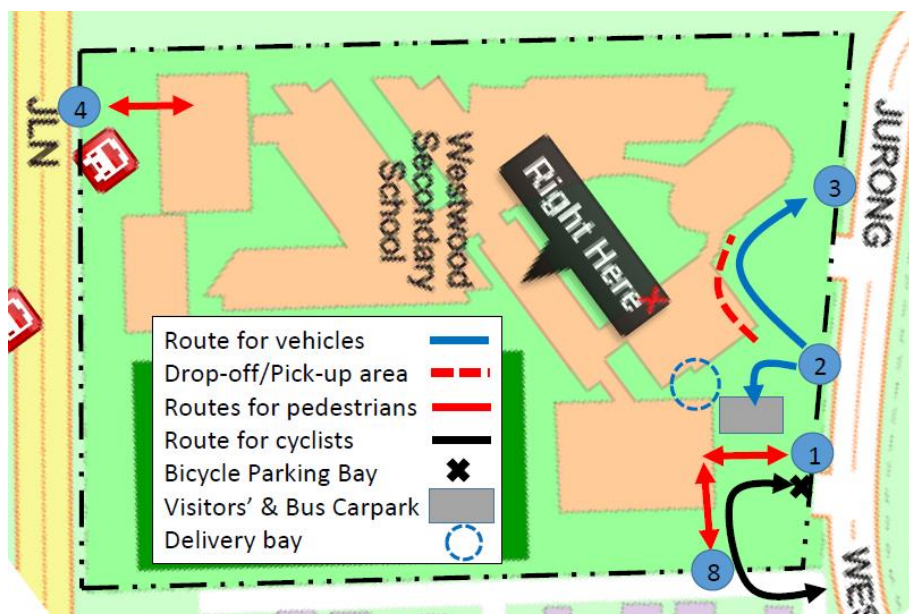 4
JLN
Westwood
Secondary
School
Right Here
JURONG
3
2
1
8
WES
Route for vehicles
Drop-off/Pick-up area
Routes for pedestrians
Route for cyclists
Bicycle Parking Bay
Visitors' & Bus Carpark
Delivery bay